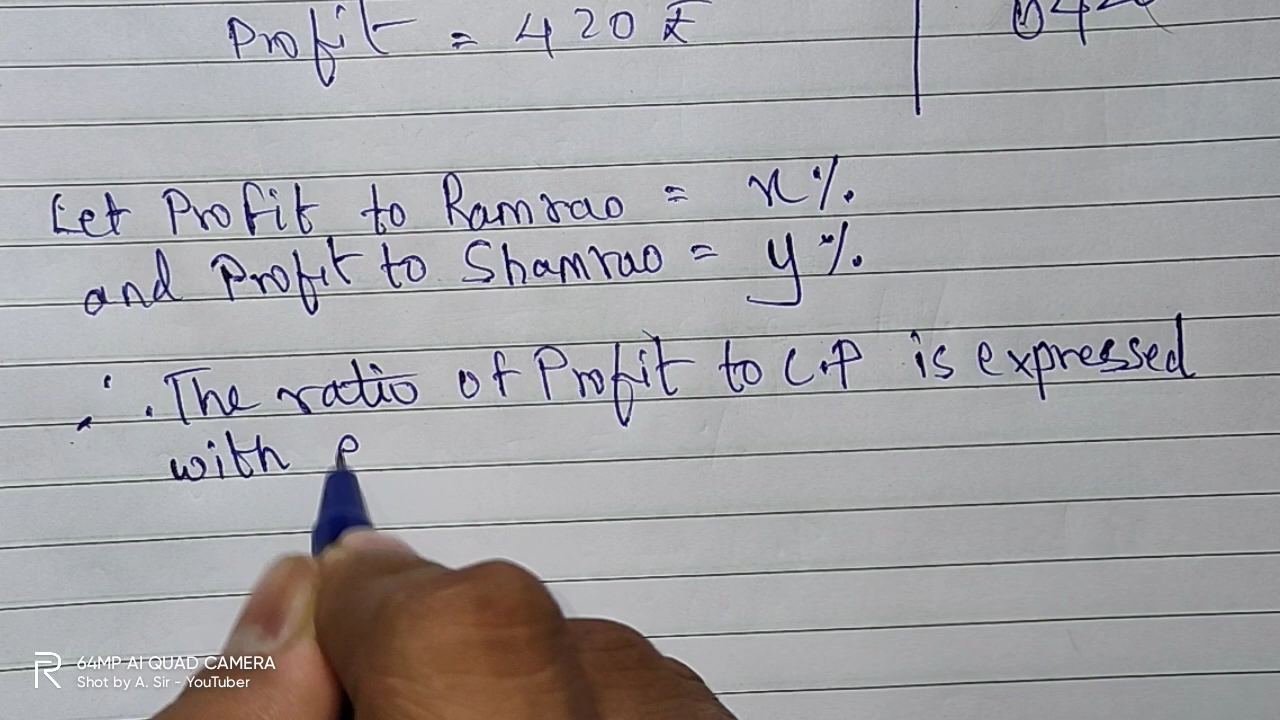 Profit = 420 ₹
Let Profit to Ramrao = x%.
and Profit to Shamrao = y%.
∴ The ratio of Profit to C.P is expressed
with
64MP AI QUAD CAMERA
Shot by A. Sir - YouTuber